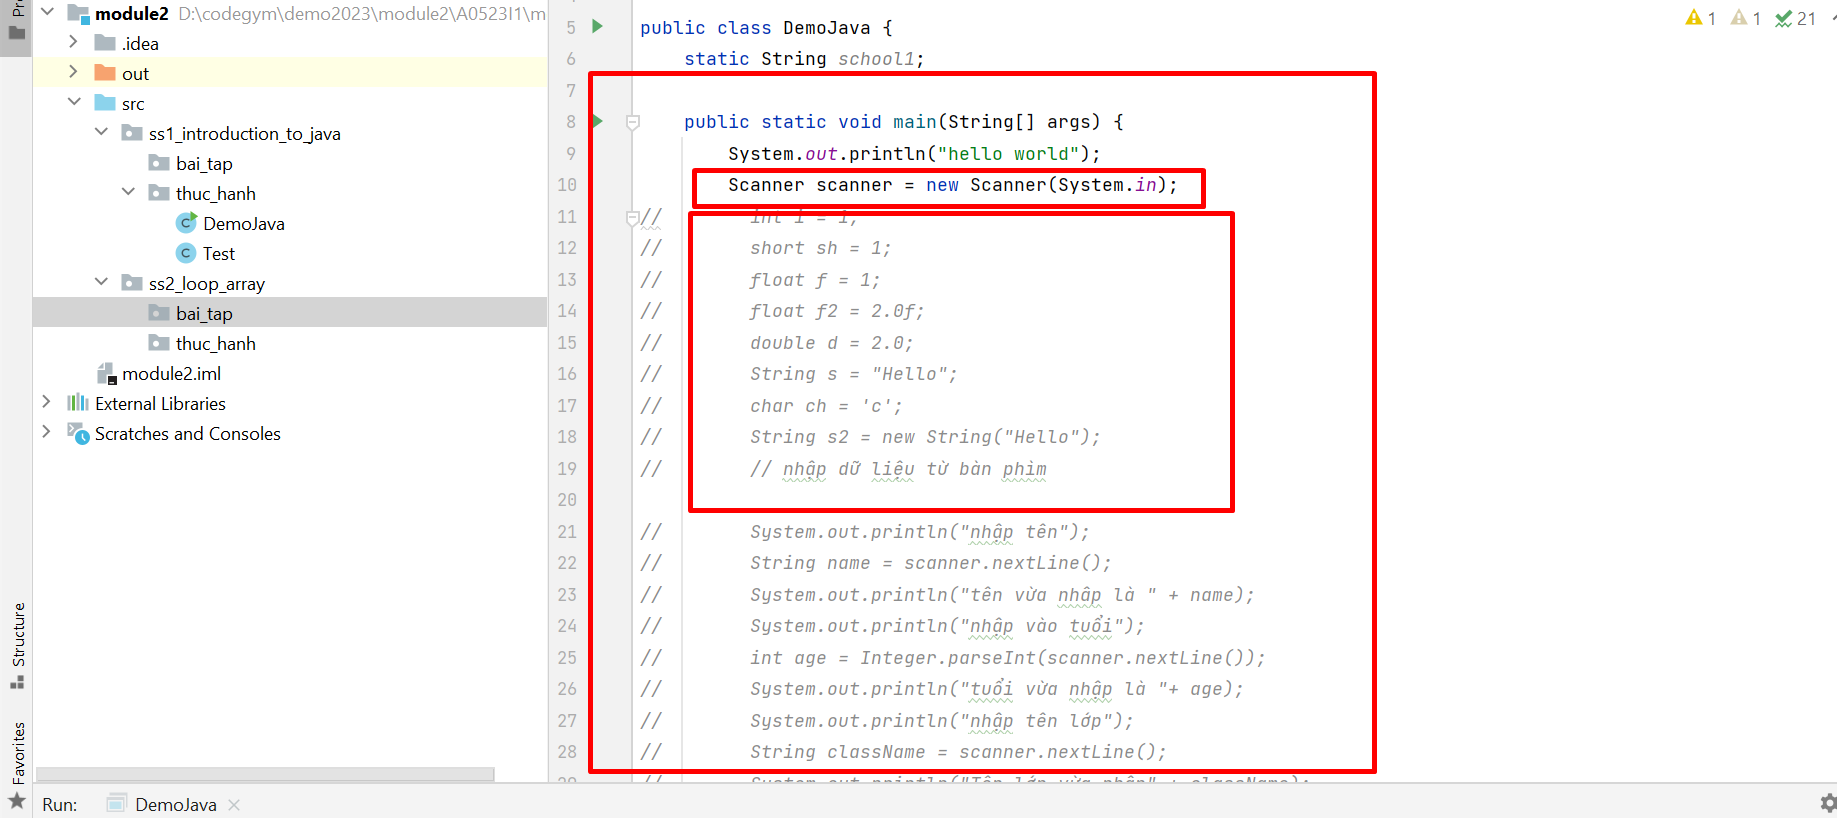 module2 D:\codegym\demo2023\module2\A0523I1\m
.idea
out
src
ss1_introduction_to_java
bai_tap
thuc_hanh
DemoJava
Test
ss2_loop_array
bai_tap
thuc_hanh
module2.iml
External Libraries
Scratches and Consoles
Structure
Favorites
1 1 21
5 public class DemoJava {
6 static String school1;
7
8 public static void main(String[] args) {
9 System.out.println("hello world");
10 Scanner scanner = new Scanner(System.in);
11 // int i = 1;
12 // short sh = 1;
13 // float f = 1;
14 // float f2 = 2.0f;
15 // double d = 2.0;
16 // String s = "Hello";
17 // char ch = 'c';
18 // String s2 = new String("Hello");
19 // // nhập dữ liệu từ bàn phìm
20
21 // System.out.println("nhập tên");
22 // String name = scanner.nextLine();
23 // System.out.println("tên vừa nhâp là " + name);
24 // System.out.println("nhập vào tuổi");
25 // int age = Integer.parseInt(scanner.nextLine());
26 // System.out.println("tuổi vừa nhập là "+ age);
27 // System.out.println("nhập tên lớp");
28 // String className = scanner.nextLine();
Run: DemoJava